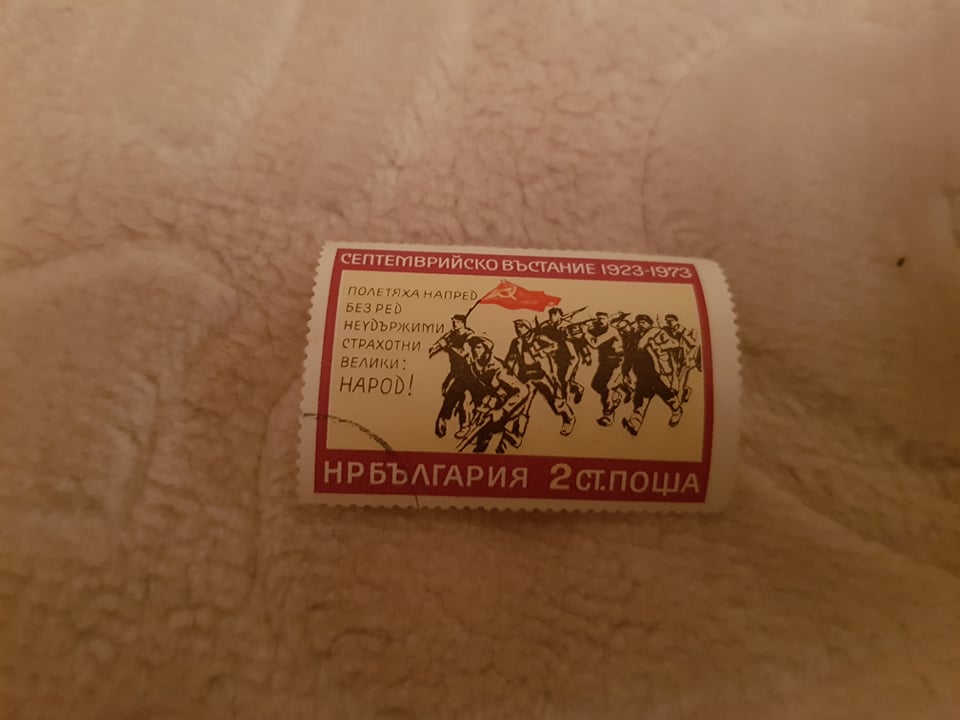 СЕПТЕМВРИЙСКО ВЪСТАНИЕ 1923-1973
ПОЛЕТЯХА НАПРЕД
БЕЗ РЕД
НЕУДЪРЖИМИ
СТРАХОТНИ
ВЕЛИКИ:
НАРОД!
НРБЪЛГАРИЯ 2 СТ. ПОЩА